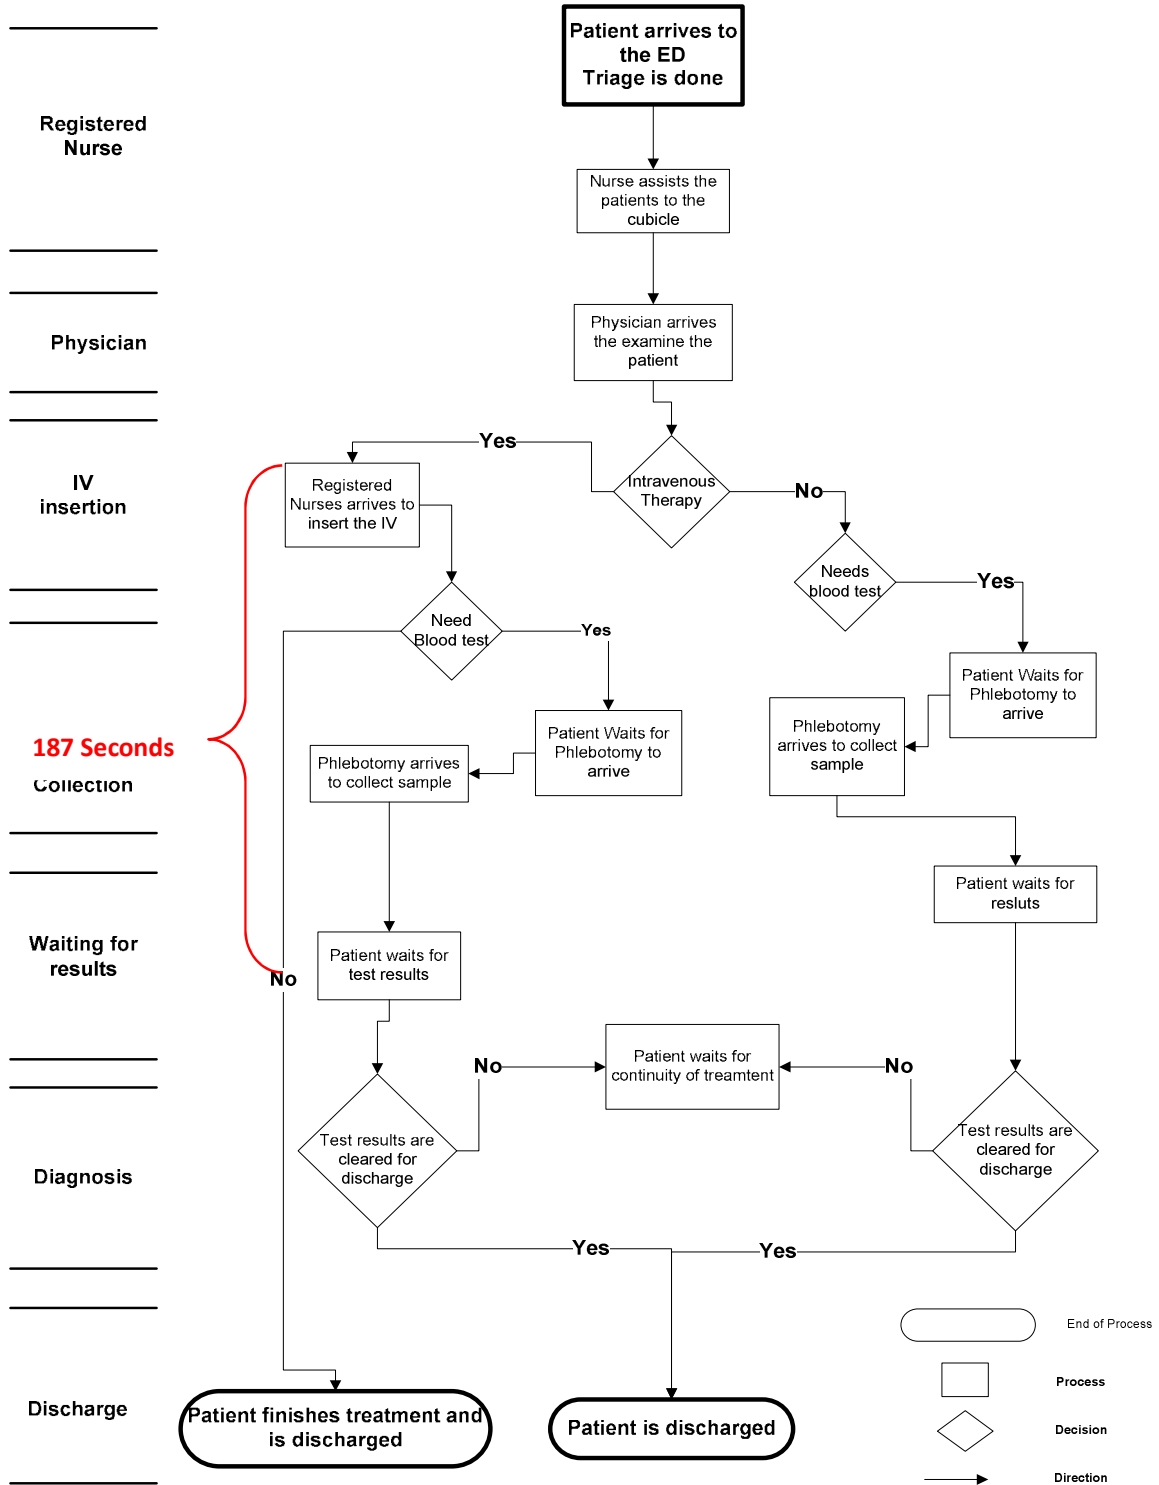 Patient arrives to
the ED
Triage is done
Registered
Nurse
Nurse assists the
patients to the
cubicle
Physician
Physician arrives
the examine the
patient
Yes
IV
insertion
Registered
Nurses arrives to
insert the IV
Intravenous
Therapy
No
Needs
blood test
Yes
Need
Blood test
Yes
Patient Waits for
Phlebotomy to
arrive
Phlebotomy
arrives to collect
sample
Patient Waits for
Phlebotomy to
arrive
187 Seconds
Collection
Phlebotomy arrives
to collect sample
Patient waits for
resluts
Waiting for
results
Patient waits for
test results
No
Patient waits for
continuity of treamtent
No
No
Diagnosis
Test results are
cleared for
discharge
Test results are
cleared for
discharge
Yes
Yes
End of Process
Process
Decision
Direction
Discharge
Patient finishes treatment and
is discharged
Patient is discharged